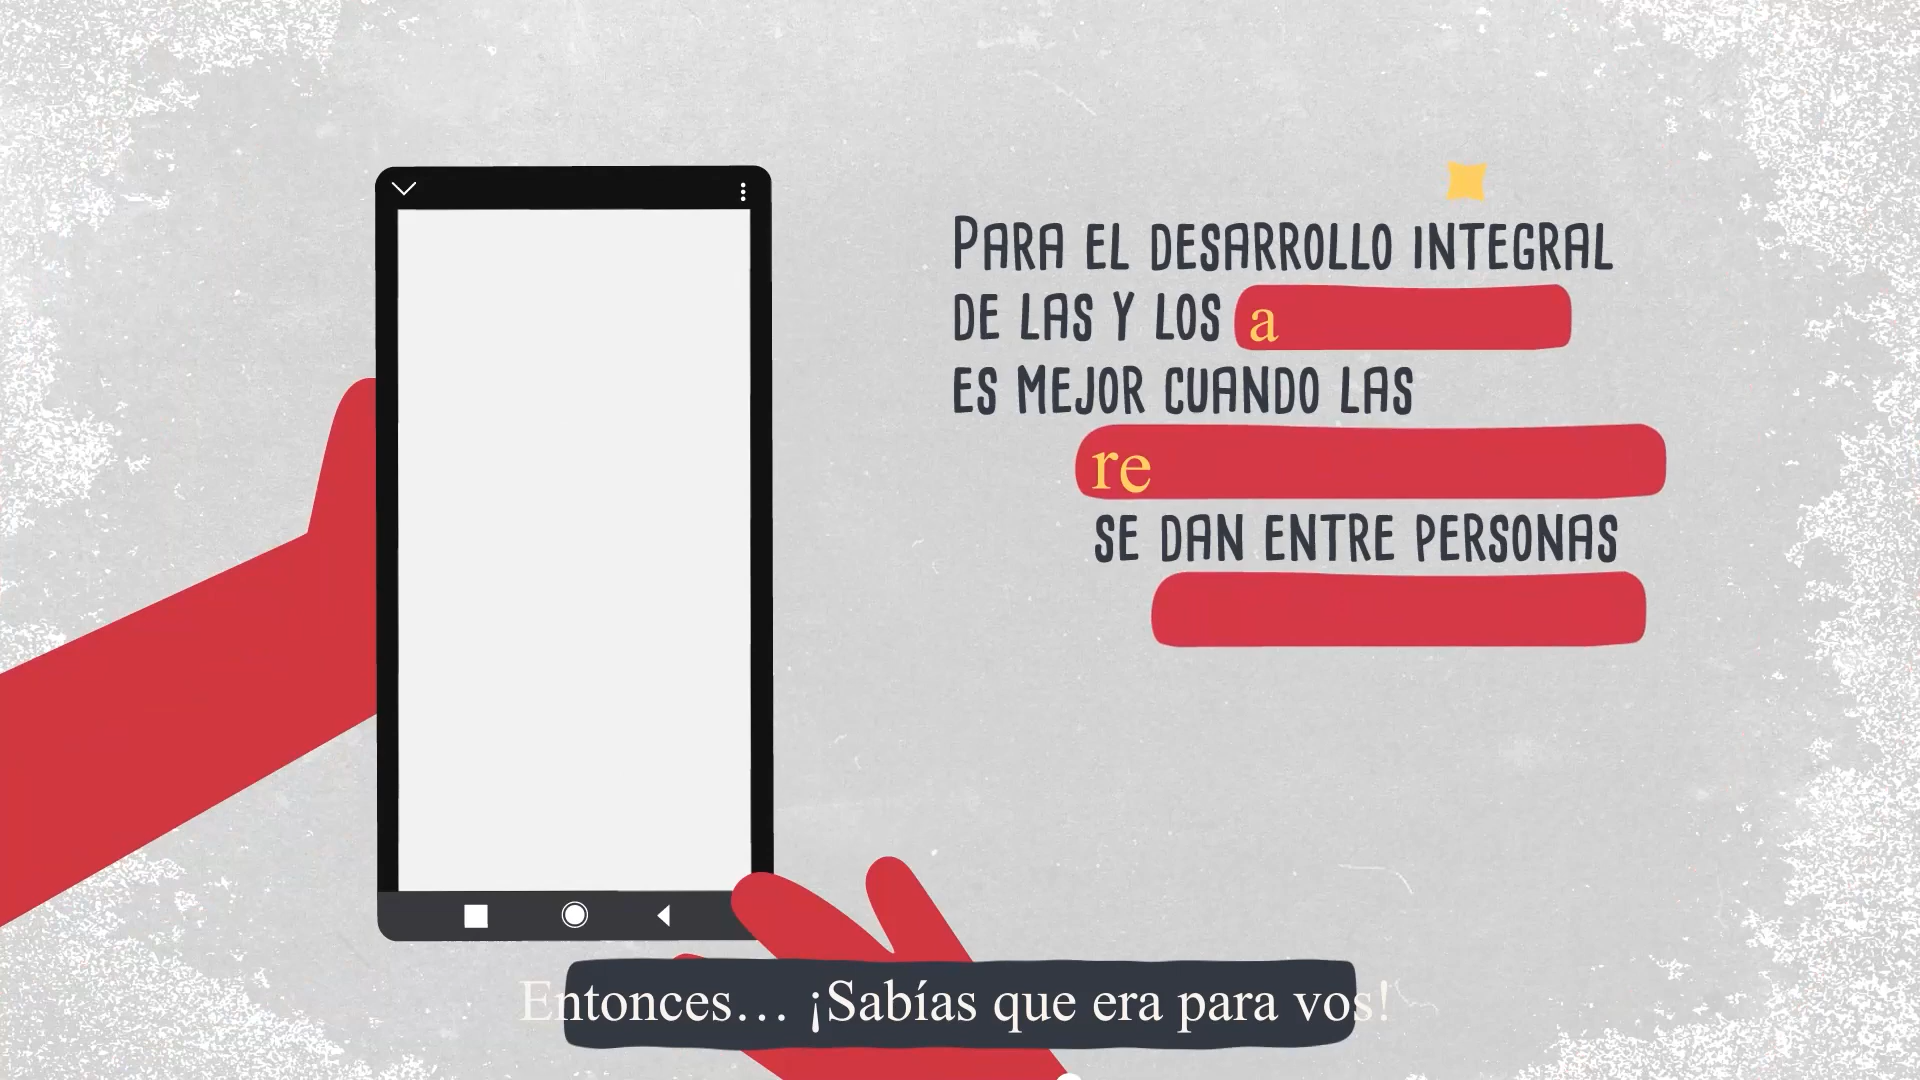 PARA EL DESARROLLO INTEGRAL
DE LAS Y LOS a
ES MEJOR CUANDO LAS
re
SE DAN ENTRE PERSONAS
Entonces… ¡Sabías que era para vos!